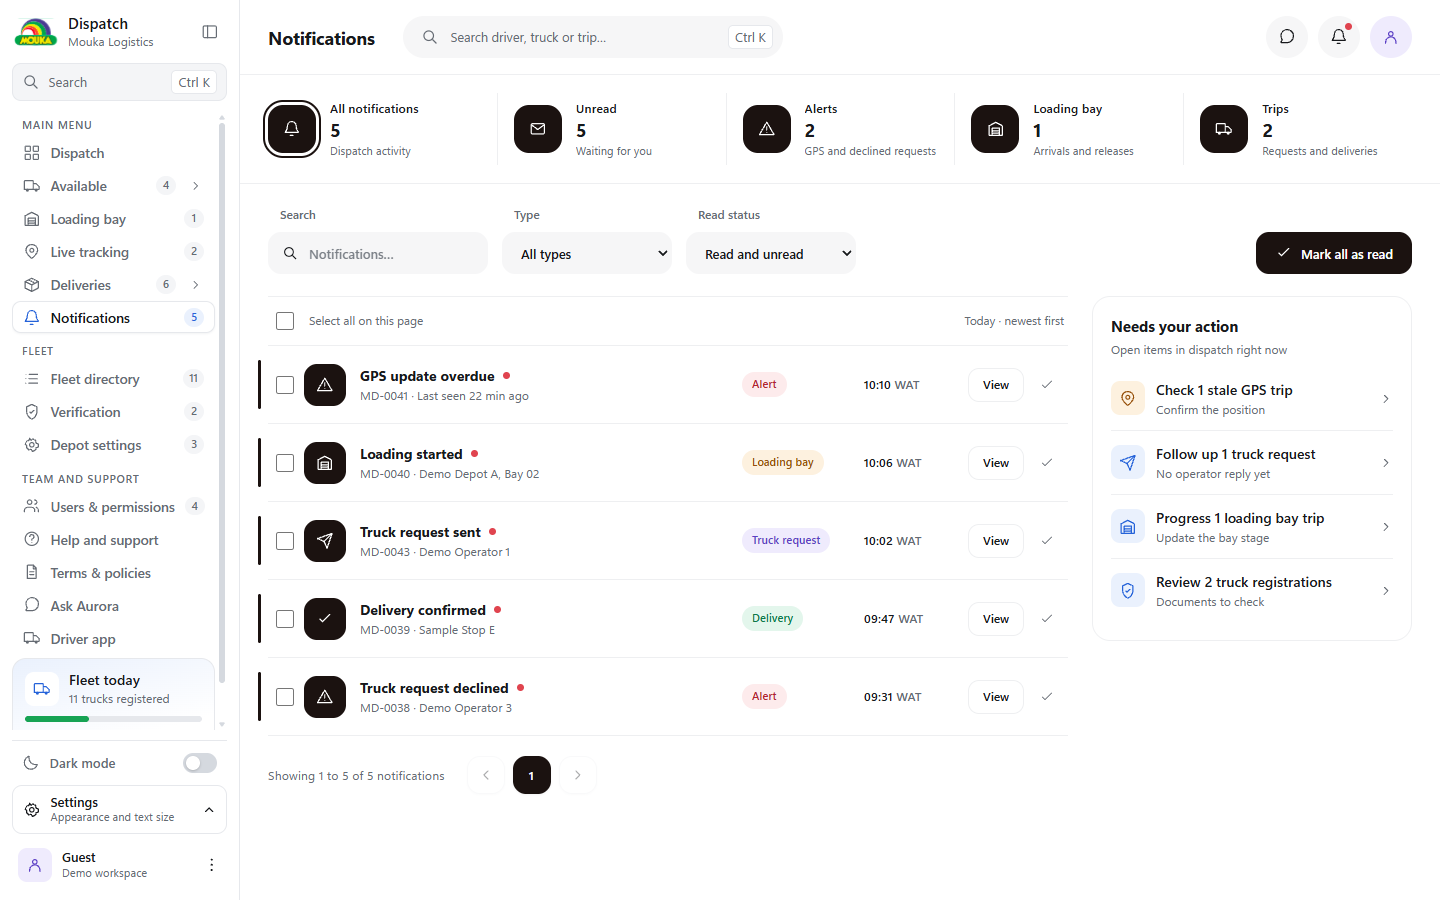 MOUKA
Dispatch
Mouka Logistics
Search
Ctrl K
MAIN MENU
Dispatch
Available
4
Loading bay
1
Live tracking
2
Deliveries
6
Notifications
5
FLEET
Fleet directory
11
Verification
2
Depot settings
3
TEAM AND SUPPORT
Users & permissions
4
Help and support
Terms & policies
Ask Aurora
Driver app
Fleet today
11 trucks registered
Dark mode
Settings
Appearance and text size
Guest
Demo workspace
Notifications
Search driver, truck or trip...
Ctrl K
All notifications
5
Dispatch activity
Unread
5
Waiting for you
Alerts
2
GPS and declined requests
Loading bay
1
Arrivals and releases
Trips
2
Requests and deliveries
Search
Notifications...
Type
All types
Read status
Read and unread
Mark all as read
Select all on this page
Today · newest first
GPS update overdue
MD-0041 · Last seen 22 min ago
Alert
10:10 WAT
View
Loading started
MD-0040 · Demo Depot A, Bay 02
Loading bay
10:06 WAT
View
Truck request sent
MD-0043 · Demo Operator 1
Truck request
10:02 WAT
View
Delivery confirmed
MD-0039 · Sample Stop E
Delivery
09:47 WAT
View
Truck request declined
MD-0038 · Demo Operator 3
Alert
09:31 WAT
View
Showing 1 to 5 of 5 notifications
1
Needs your action
Open items in dispatch right now
Check 1 stale GPS trip
Confirm the position
Follow up 1 truck request
No operator reply yet
Progress 1 loading bay trip
Update the bay stage
Review 2 truck registrations
Documents to check